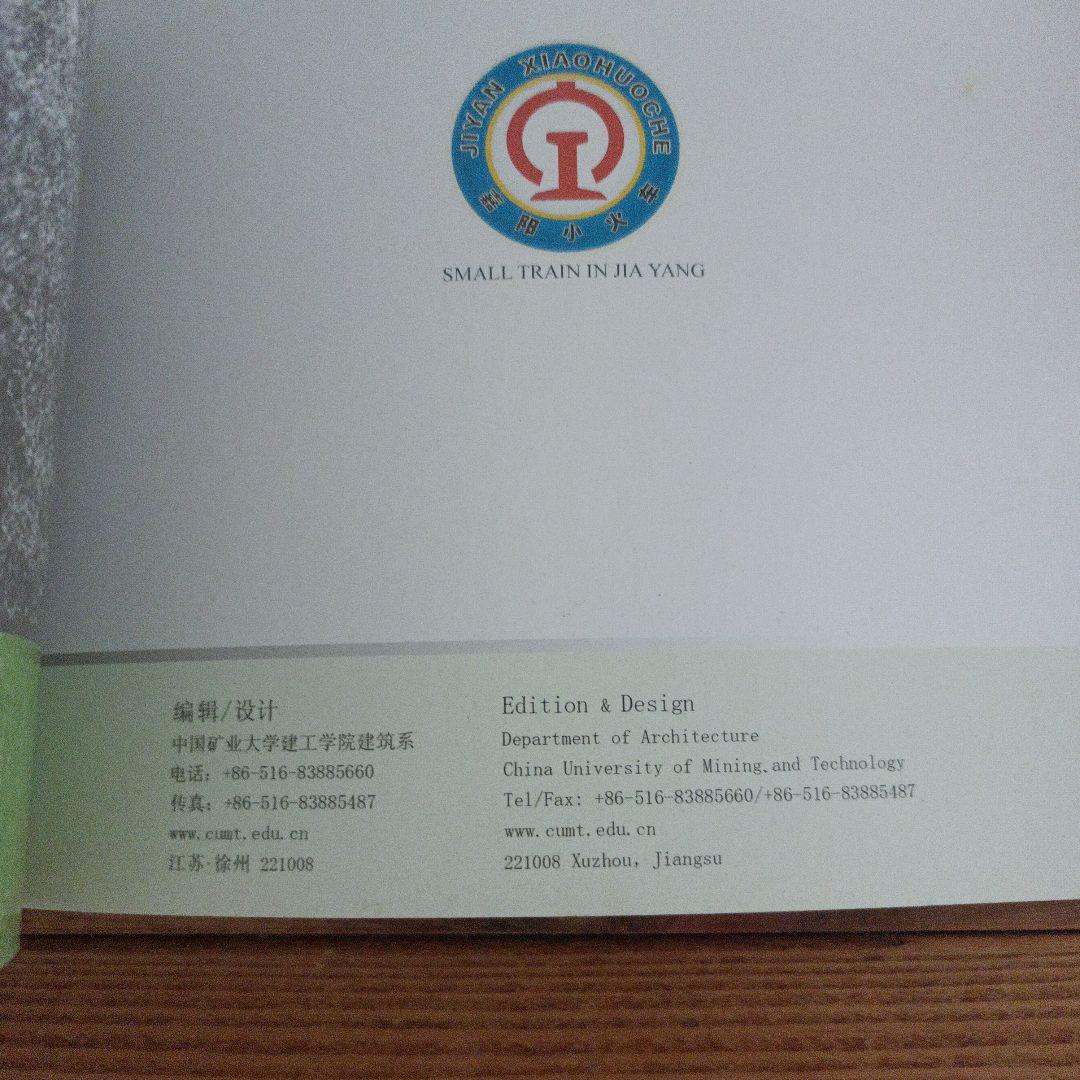 JIYAN XIAOHUOCHE
阳小火车
SMALL TRAIN IN JIA YANG
编辑/设计
中国矿业大学建工学院建筑系
电话: +86-516-83885660
传真: +86-516-83885487
www.cumt.edu.cn
江苏·徐州 221008
Edition & Design
Department of Architecture
China University of Mining and Technology
Tel/Fax: +86-516-83885660/+86-516-83885487
www.cumt.edu.cn
221008 Xuzhou, Jiangsu